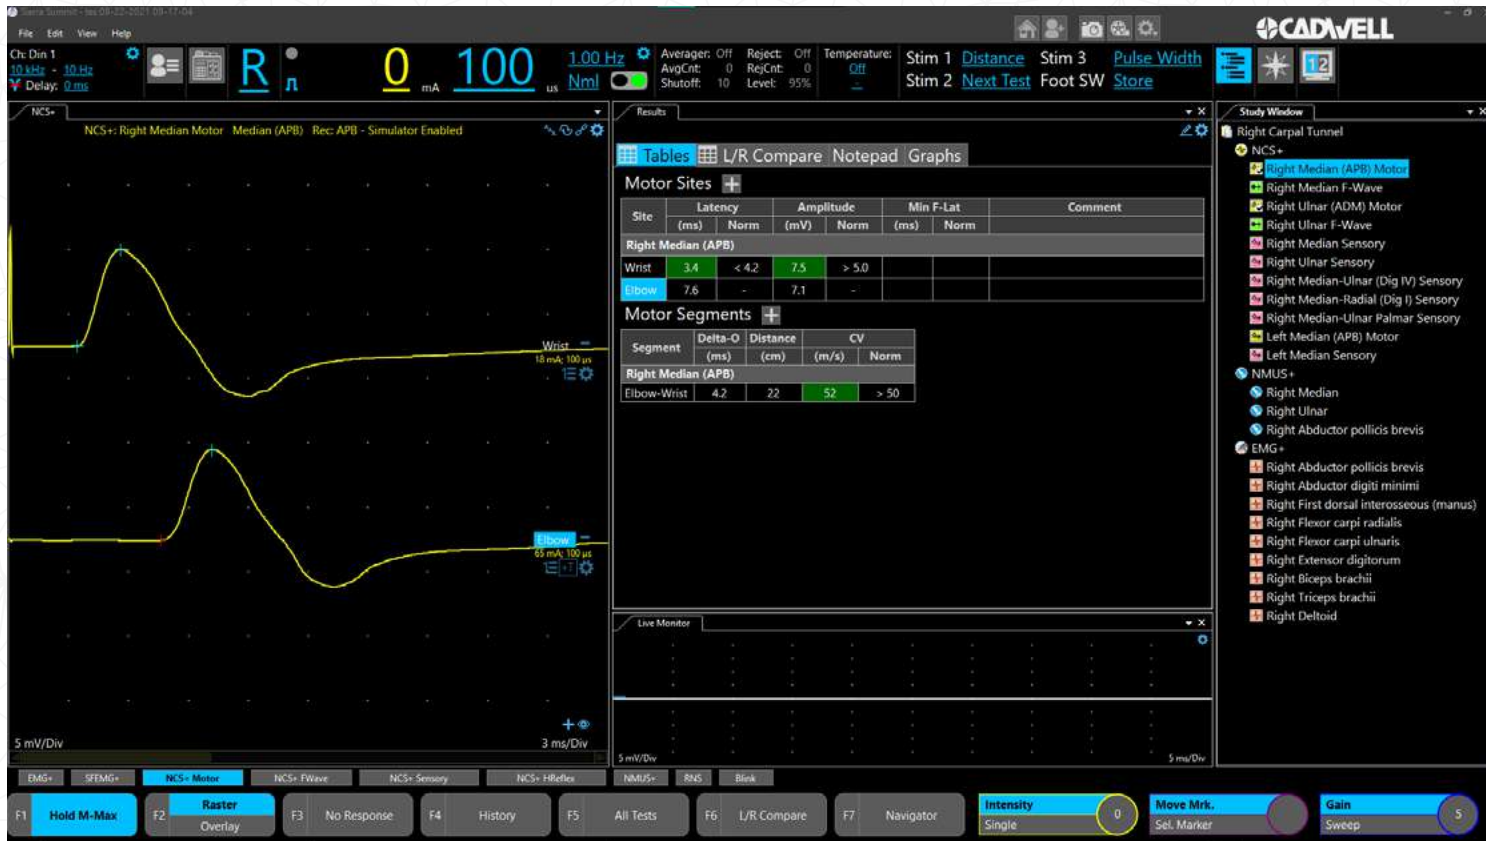 Sierra Summit - tes 09-22-2021 09-17-04
File Edit View Help
CADWELL
Ch: Din 1
10 kHz - 10 Hz
Delay: 0 ms
R
0 mA
100 us
1.00 Hz
Nml
Averager: Off Reject: Off
AvgCnt: 0 RejCnt: 0
Shutoff: 10 Level: 95%
Temperature:
Off
-
Stim 1 Distance Stim 3 Pulse Width
Stim 2 Next Test Foot SW Store
12
NCS+
NCS+: Right Median Motor Median (APB) Rec: APB - Simulator Enabled
Wrist
18 mA; 100 µs
Elbow
65 mA; 100 µs
5 mV/Div
3 ms/Div
Results
Tables L/R Compare Notepad Graphs
Motor Sites +
Site Latency Amplitude Min F-Lat Comment
(ms) Norm (mV) Norm (ms) Norm
Right Median (APB)
Wrist 3.4 < 4.2 7.5 > 5.0
Elbow 7.6 - 7.1 -
Motor Segments +
Segment Delta-O Distance CV
(ms) (cm) (m/s) Norm
Right Median (APB)
Elbow-Wrist 4.2 22 52 > 50
Live Monitor
5 mV/Div
5 ms/Div
Study Window
Right Carpal Tunnel
NCS+
Right Median (APB) Motor
Right Median F-Wave
Right Ulnar (ADM) Motor
Right Ulnar F-Wave
Right Median Sensory
Right Ulnar Sensory
Right Median-Ulnar (Dig IV) Sensory
Right Median-Radial (Dig I) Sensory
Right Median-Ulnar Palmar Sensory
Left Median (APB) Motor
Left Median Sensory
NMUS+
Right Median
Right Ulnar
Right Abductor pollicis brevis
EMG+
Right Abductor pollicis brevis
Right Abductor digiti minimi
Right First dorsal interosseous (manus)
Right Flexor carpi radialis
Right Flexor carpi ulnaris
Right Extensor digitorum
Right Biceps brachii
Right Triceps brachii
Right Deltoid
EMG+ SFEMG+ NCS+ Motor NCS+ FWave NCS+ Sensory NCS+ HReflex NMUS+ RNS Blink
F1 Hold M-Max
F2 Raster
Overlay
F3 No Response
F4 History
F5 All Tests
F6 L/R Compare
F7 Navigator
Intensity
Single
0
Move Mrk.
Sel. Marker
Gain
Sweep
5